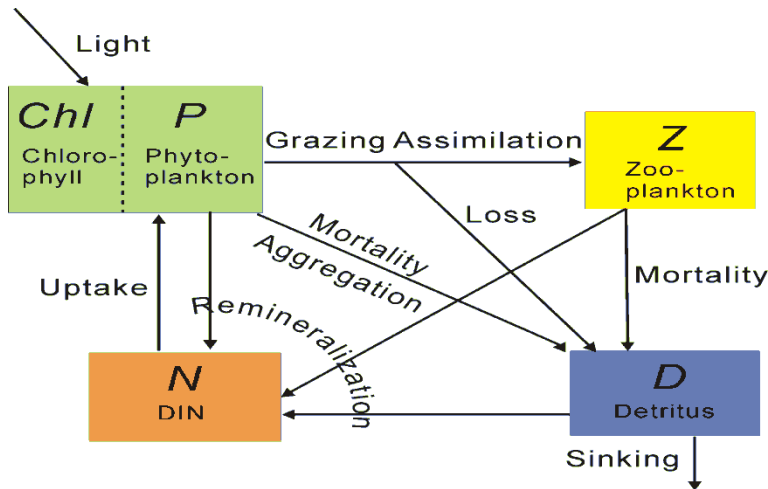 Light
Chl P
Chloro-
phyll
Phyto-
plankton
Grazing Assimilation
Z
Zoo-
plankton
Loss
Mortality
Aggregation
Mortality
Uptake
Remineralization
N
DIN
D
Detritus
Sinking